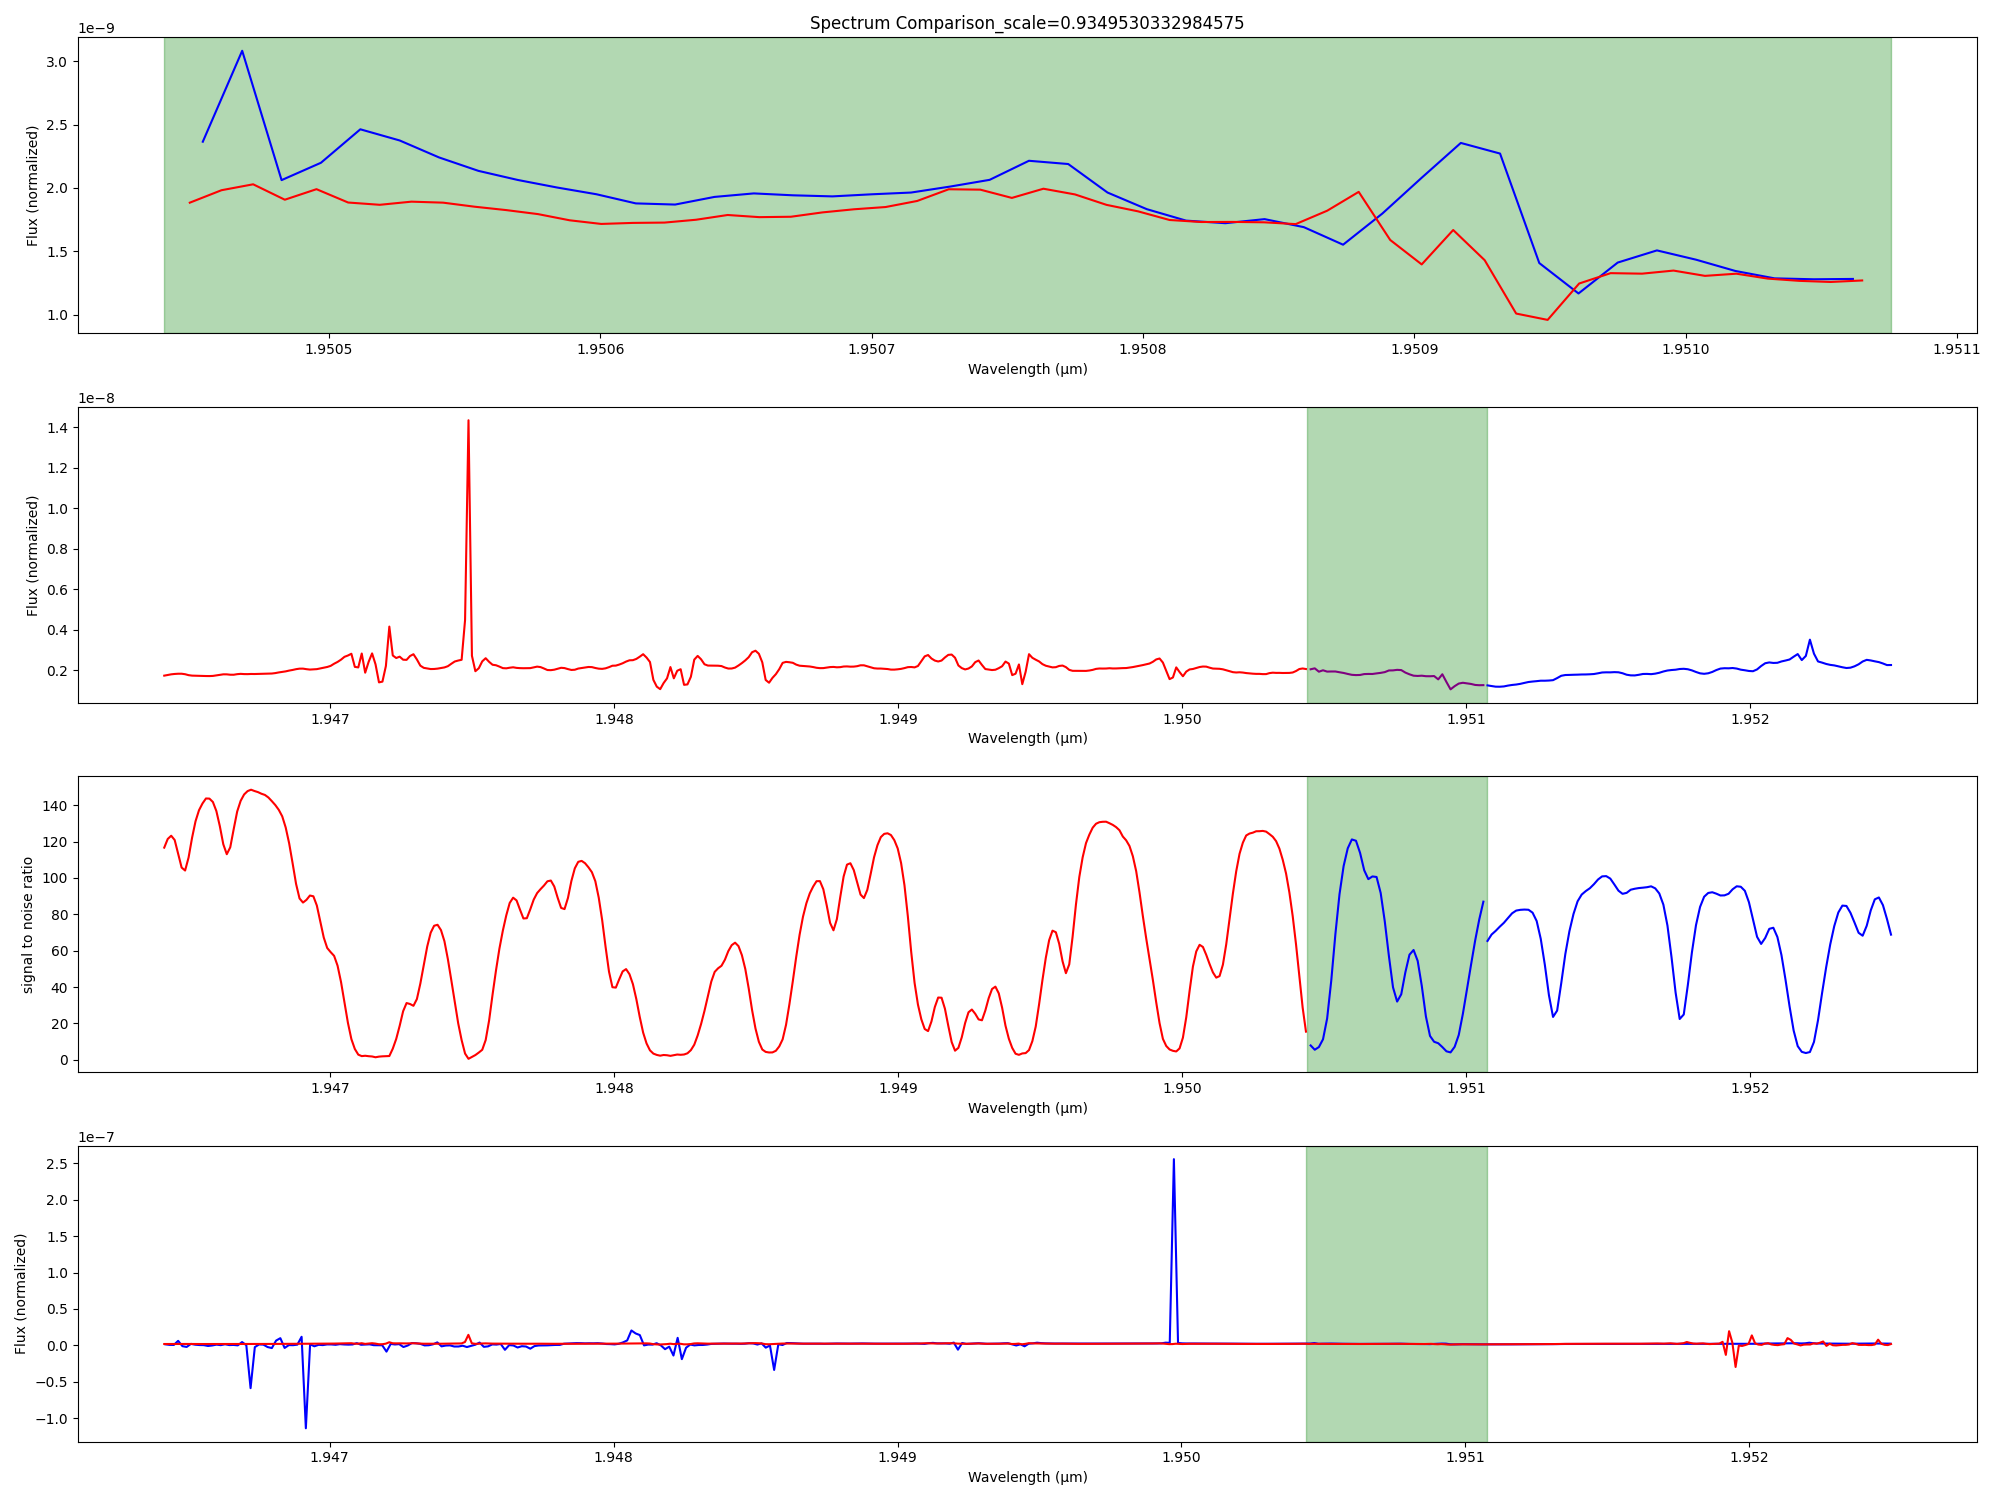 Spectrum Comparison_scale=0.9349530332984575
1e−9
3.0
2.5
2.0
1.5
1.0
Flux (normalized)
1.9505 1.9506 1.9507 1.9508 1.9509 1.9510 1.9511
Wavelength (μm)
1e−8
1.4
1.2
1.0
0.8
0.6
0.4
0.2
Flux (normalized)
1.947 1.948 1.949 1.950 1.951 1.952
Wavelength (μm)
140
120
100
80
60
40
20
0
signal to noise ratio
1.947 1.948 1.949 1.950 1.951 1.952
Wavelength (μm)
1e−7
2.5
2.0
1.5
1.0
0.5
0.0
−0.5
−1.0
Flux (normalized)
1.947 1.948 1.949 1.950 1.951 1.952
Wavelength (μm)